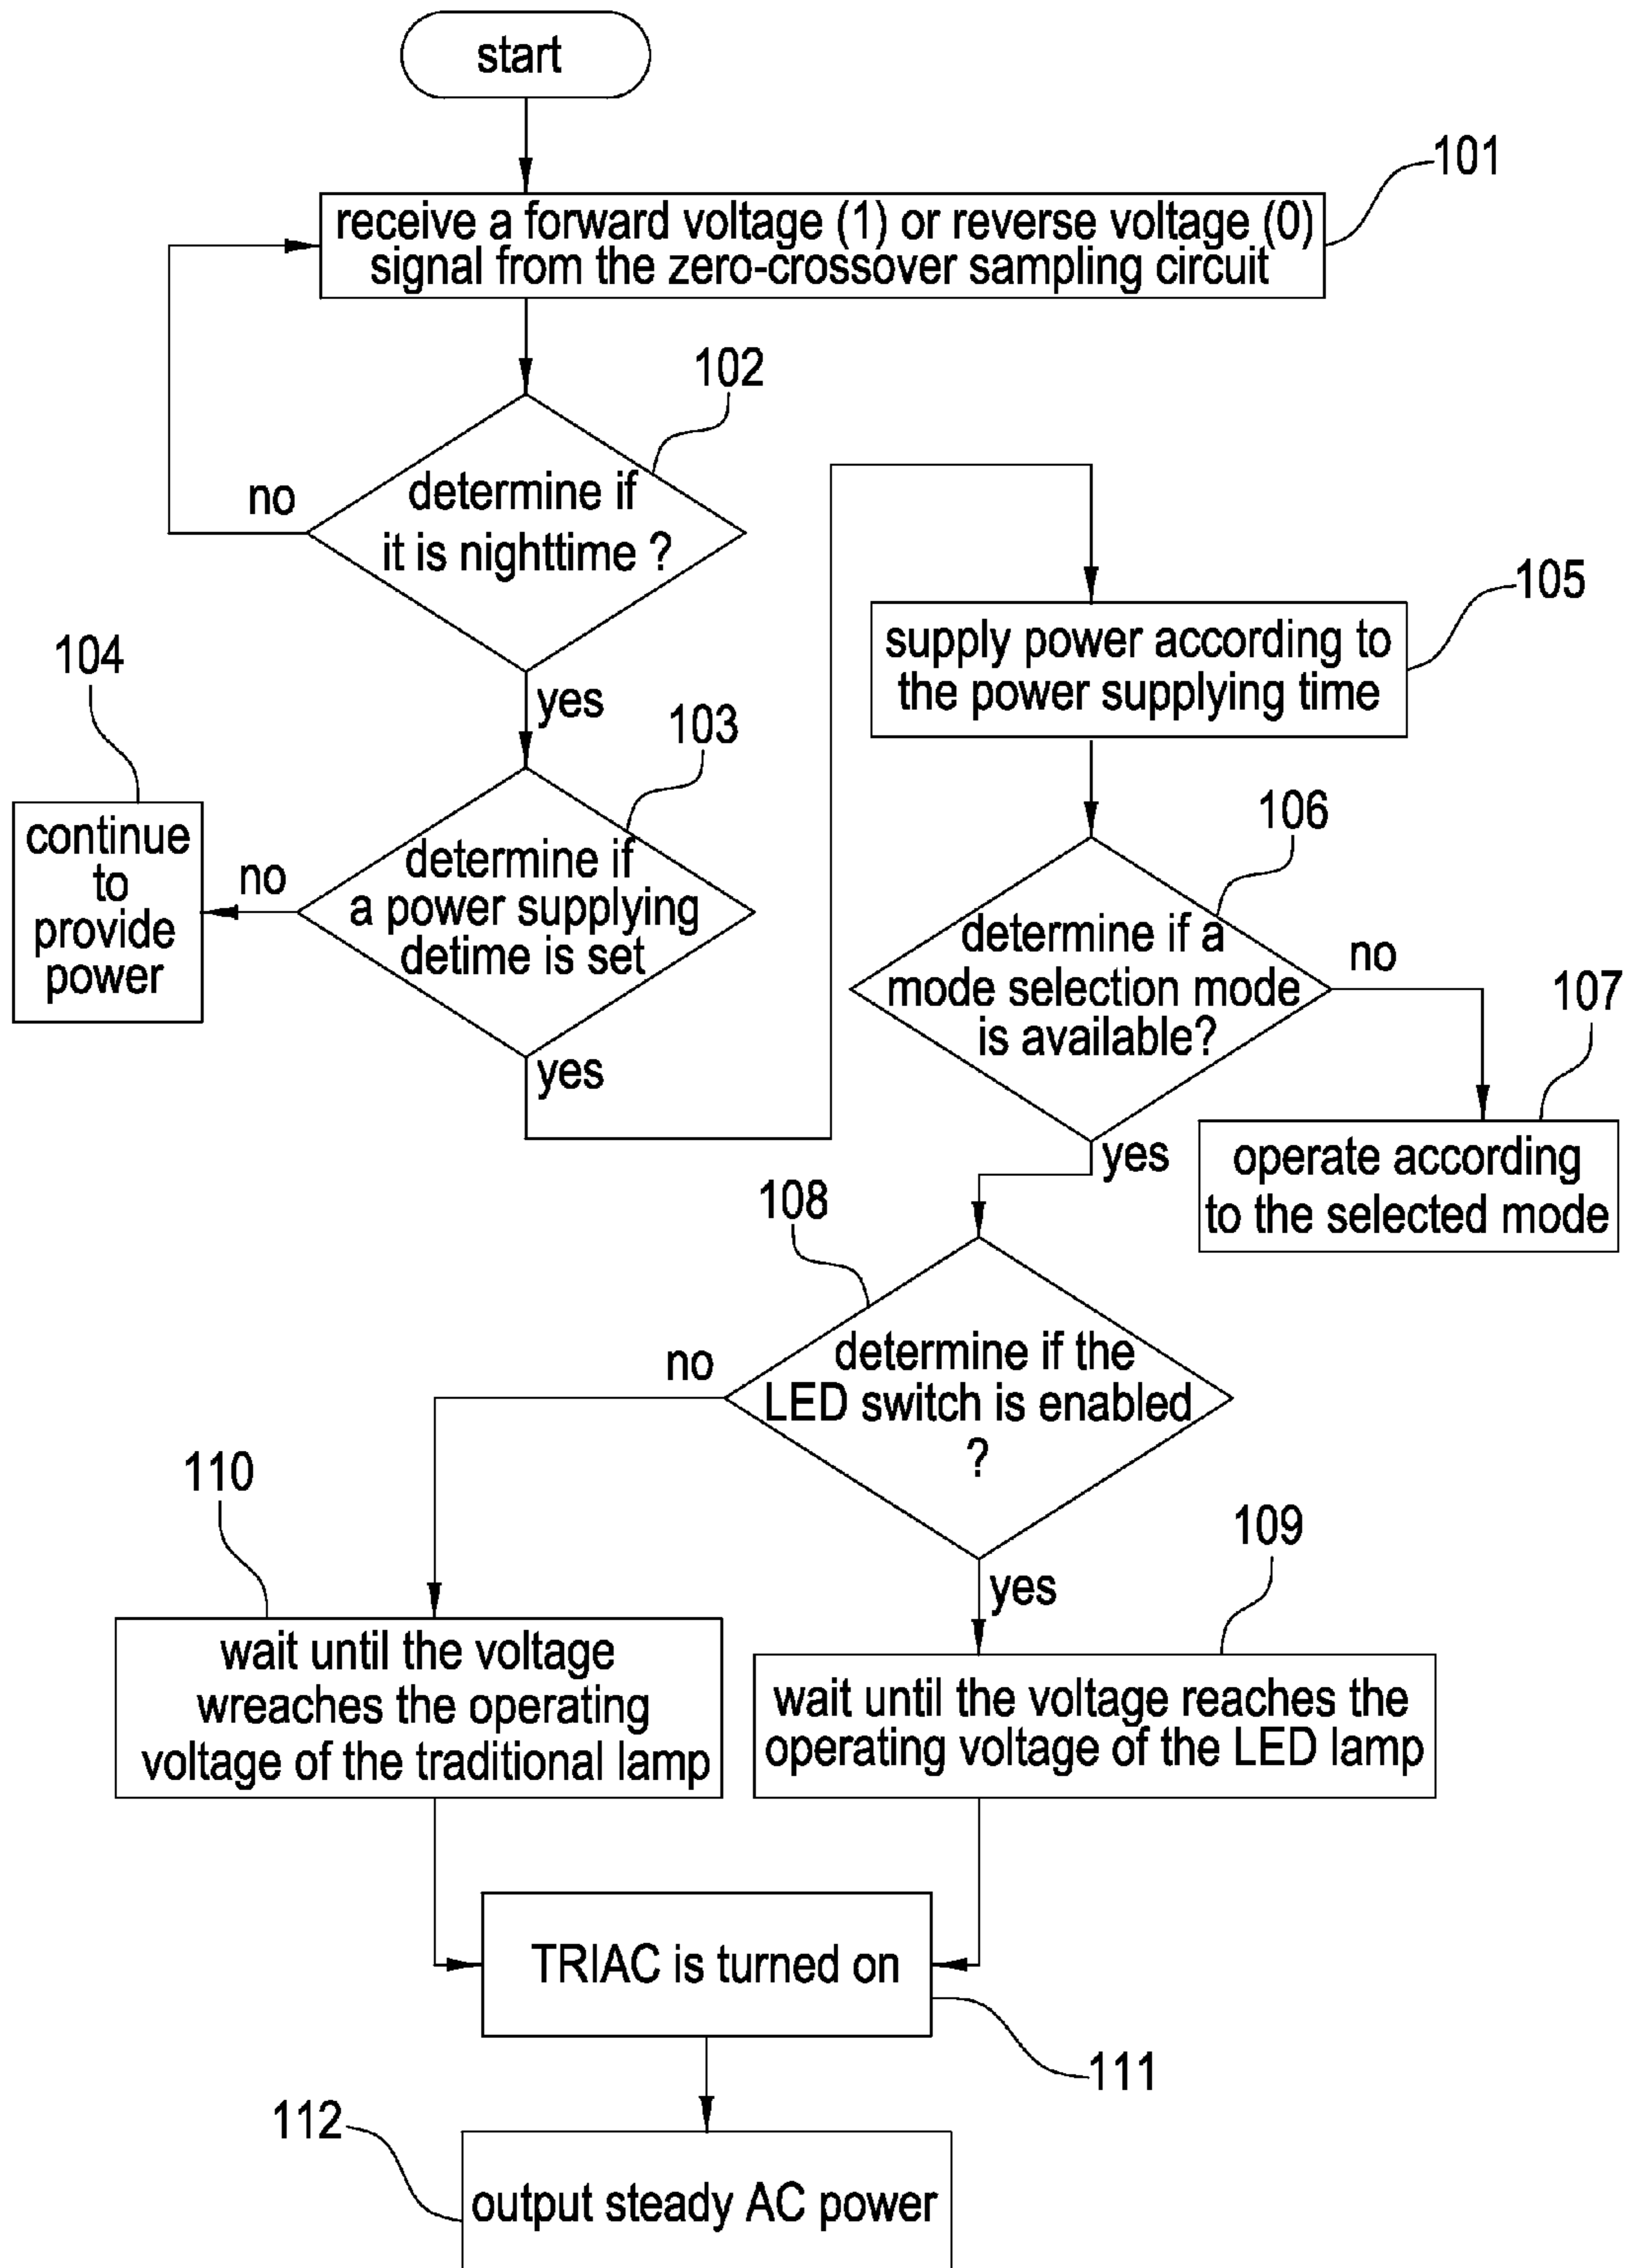 start
101
receive a forward voltage (1) or reverse voltage (0)
signal from the zero-crossover sampling circuit
102
determine if
it is nighttime ?
no
yes
103
determine if
a power supplying
detime is set
no
104
continue
to
provide
power
yes
105
supply power according to
the power supplying time
106
determine if a
mode selection mode
is available?
no
107
operate according
to the selected mode
yes
108
determine if the
LED switch is enabled
?
no
yes
110
wait until the voltage
wreaches the operating
voltage of the traditional lamp
109
wait until the voltage reaches the
operating voltage of the LED lamp
TRIAC is turned on
111
112
output steady AC power